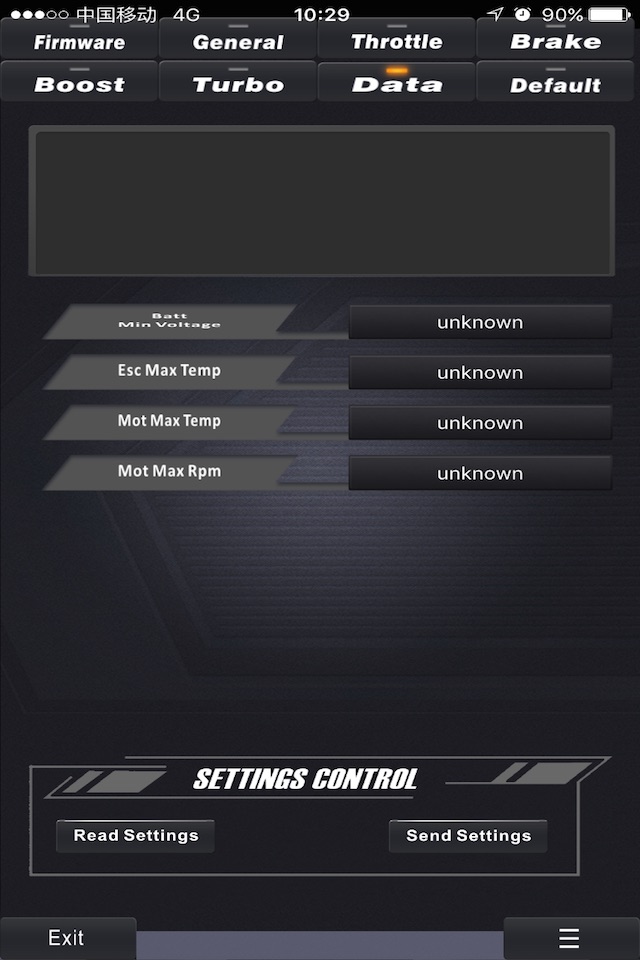 中国移动 4G 10:29 90%
Firmware General Throttle Brake
Boost Turbo Data Default
Batt
Min Voltage unknown
Esc Max Temp unknown
Mot Max Temp unknown
Mot Max Rpm unknown
SETTINGS CONTROL
Read Settings Send Settings
Exit